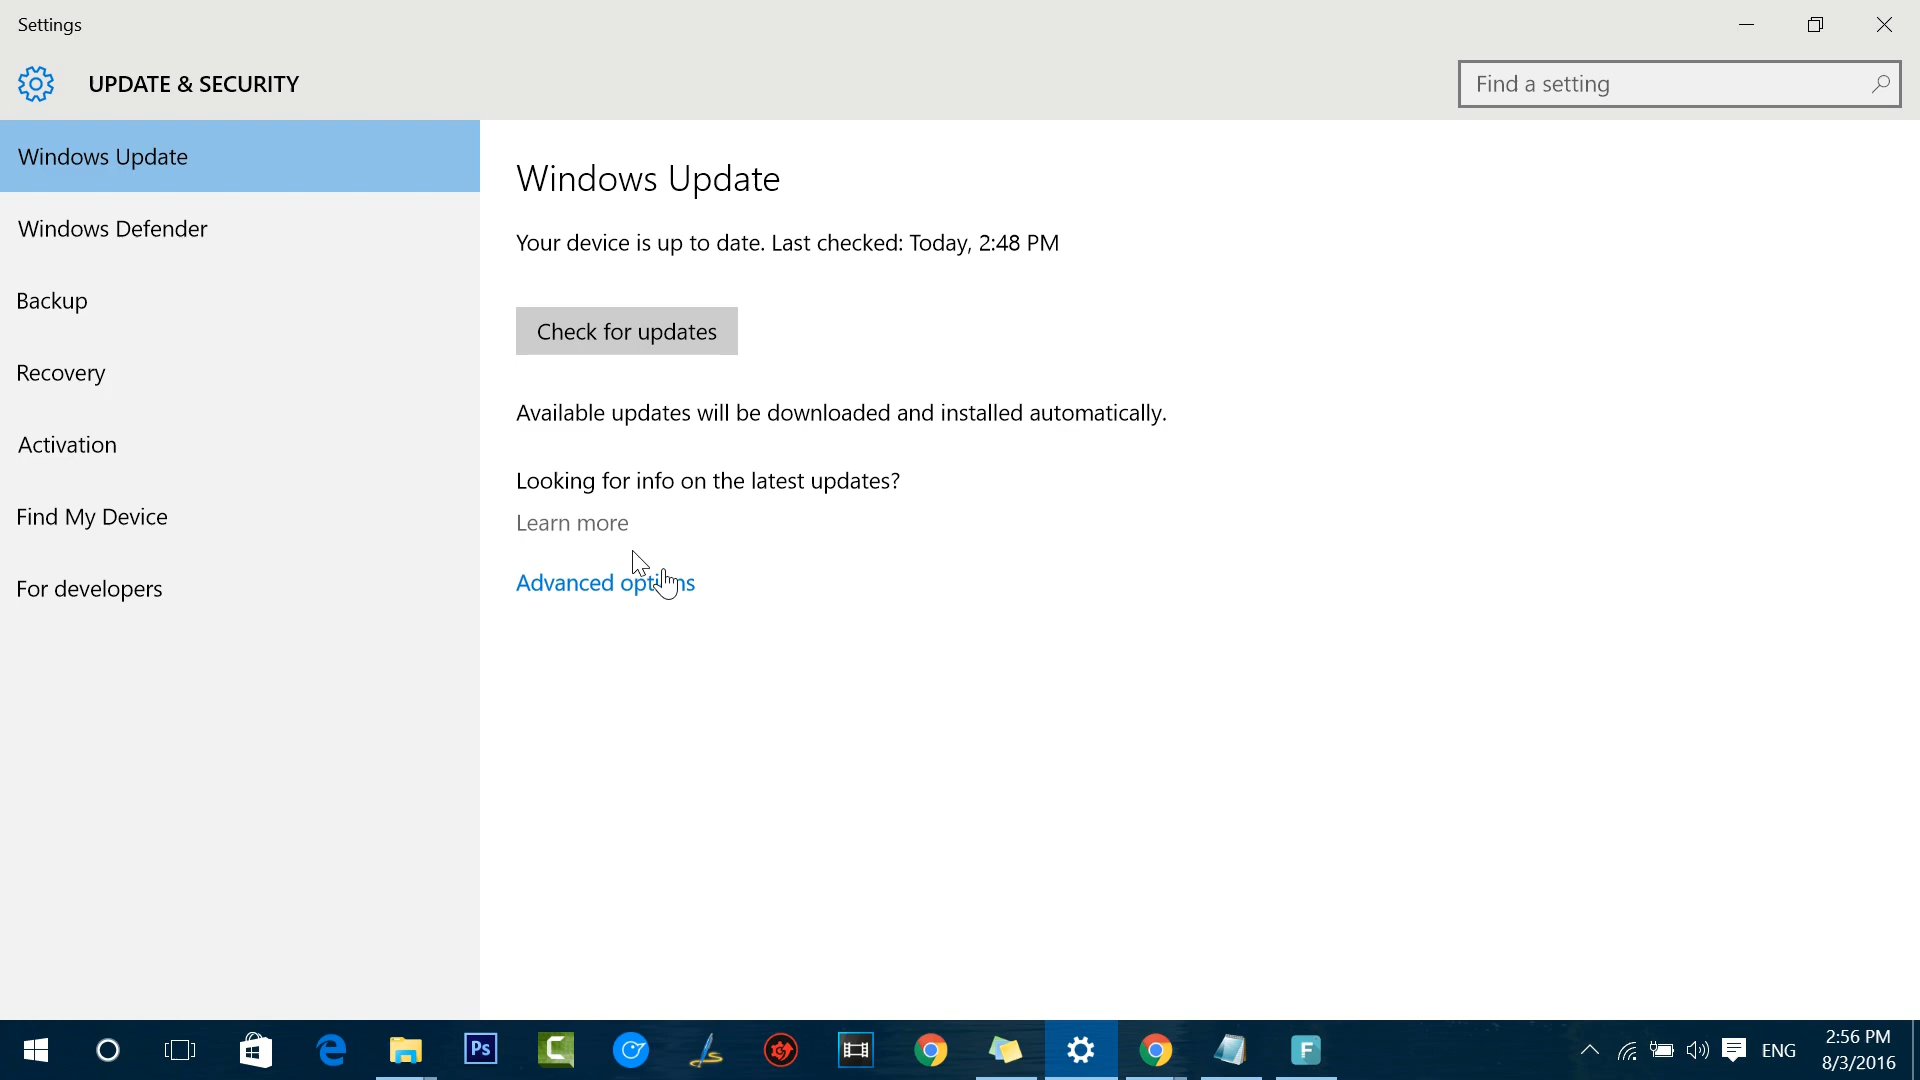 Settings
UPDATE & SECURITY
Find a setting
Windows Update
Windows Defender
Backup
Recovery
Activation
Find My Device
For developers
Windows Update
Your device is up to date. Last checked: Today, 2:48 PM
Check for updates
Available updates will be downloaded and installed automatically.
Looking for info on the latest updates?
Learn more
Advanced options
Ps
C
F
ENG
2:56 PM
8/3/2016